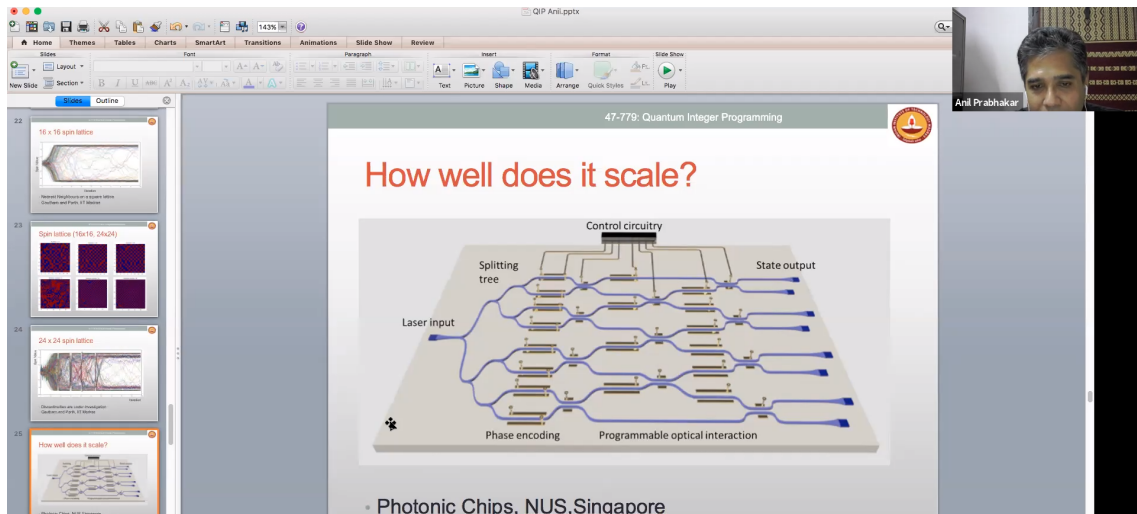 QIP Anil.pptx
143%
Home Themes Tables Charts SmartArt Transitions Animations Slide Show Review
Slides Font Paragraph Insert Format Slide Show
Layout
Section
New Slide
Text Picture Shape Media Arrange Quick Styles Play
Slides Outline
Anil Prabhakar
22
16 x 16 spin lattice
23
Spin lattice (16x16, 24x24)
24
24 x 24 spin lattice
25
How well does it scale?
47-779: Quantum Integer Programming
How well does it scale?
Control circuitry
Splitting
tree
State output
Laser input
Phase encoding
Programmable optical interaction
Photonic Chips, NUS,Singapore